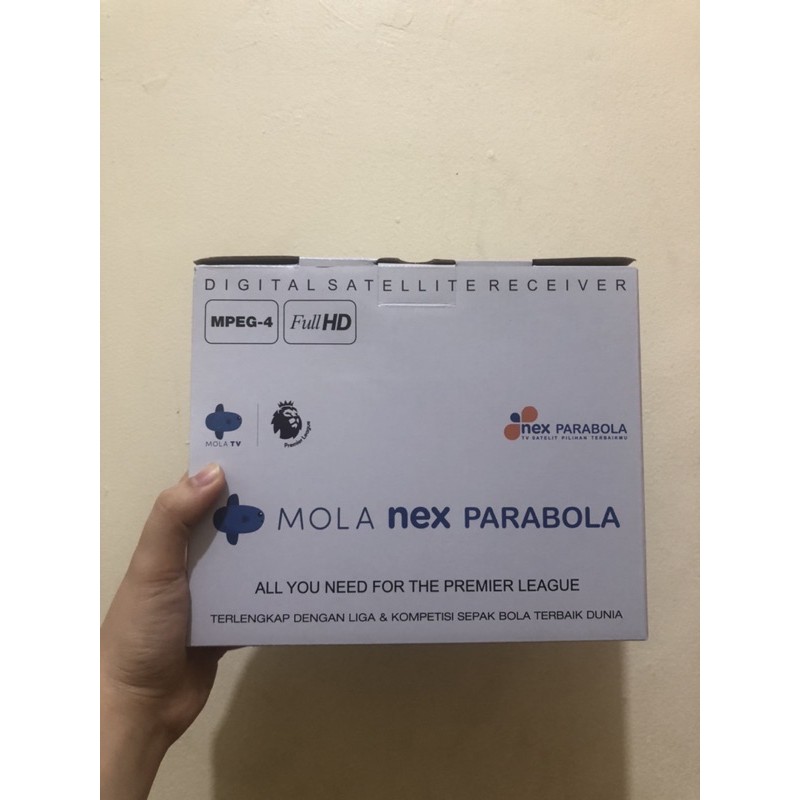 DIGITAL SATELLITE RECEIVER
MPEG-4
Full HD
MOLA TV
Premier League
nex PARABOLA
TV SATELIT PILIHAN TERBAIKMU
MOLA nex PARABOLA
ALL YOU NEED FOR THE PREMIER LEAGUE
TERLENGKAP DENGAN LIGA & KOMPETISI SEPAK BOLA TERBAIK DUNIA